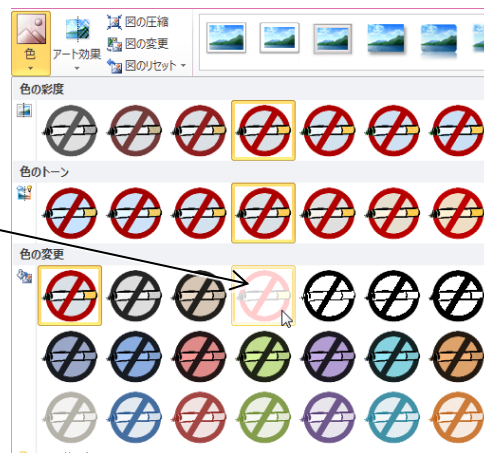 図の圧縮
図の変更
図のリセット
色
アート効果
色の彩度
色のトーン
色の変更